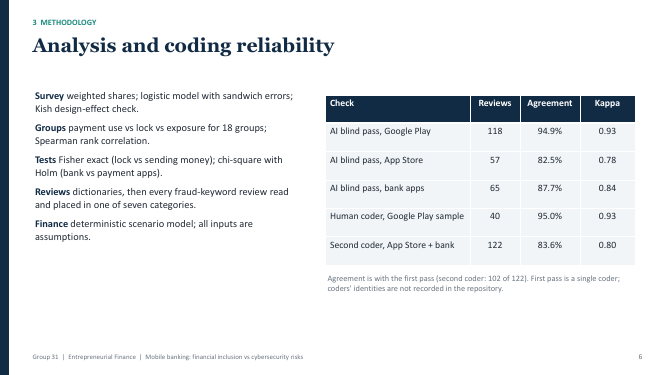 3 METHODOLOGY
Analysis and coding reliability
Survey weighted shares; logistic model with sandwich errors;
Kish design-effect check.
Groups payment use vs lock vs exposure for 18 groups;
Spearman rank correlation.
Tests Fisher exact (lock vs sending money); chi-square with
Holm (bank vs payment apps).
Reviews dictionaries, then every fraud-keyword review read
and placed in one of seven categories.
Finance deterministic scenario model; all inputs are
assumptions.
Check Reviews Agreement Kappa
AI blind pass, Google Play 118 94.9% 0.93
AI blind pass, App Store 57 82.5% 0.78
AI blind pass, bank apps 65 87.7% 0.84
Human coder, Google Play sample 40 95.0% 0.93
Second coder, App Store + bank 122 83.6% 0.80
Agreement is with the first pass (second coder: 102 of 122). First pass is a single coder;
coders' identities are not recorded in the repository.
Group 31 | Entrepreneurial Finance | Mobile banking: financial inclusion vs cybersecurity risks
6